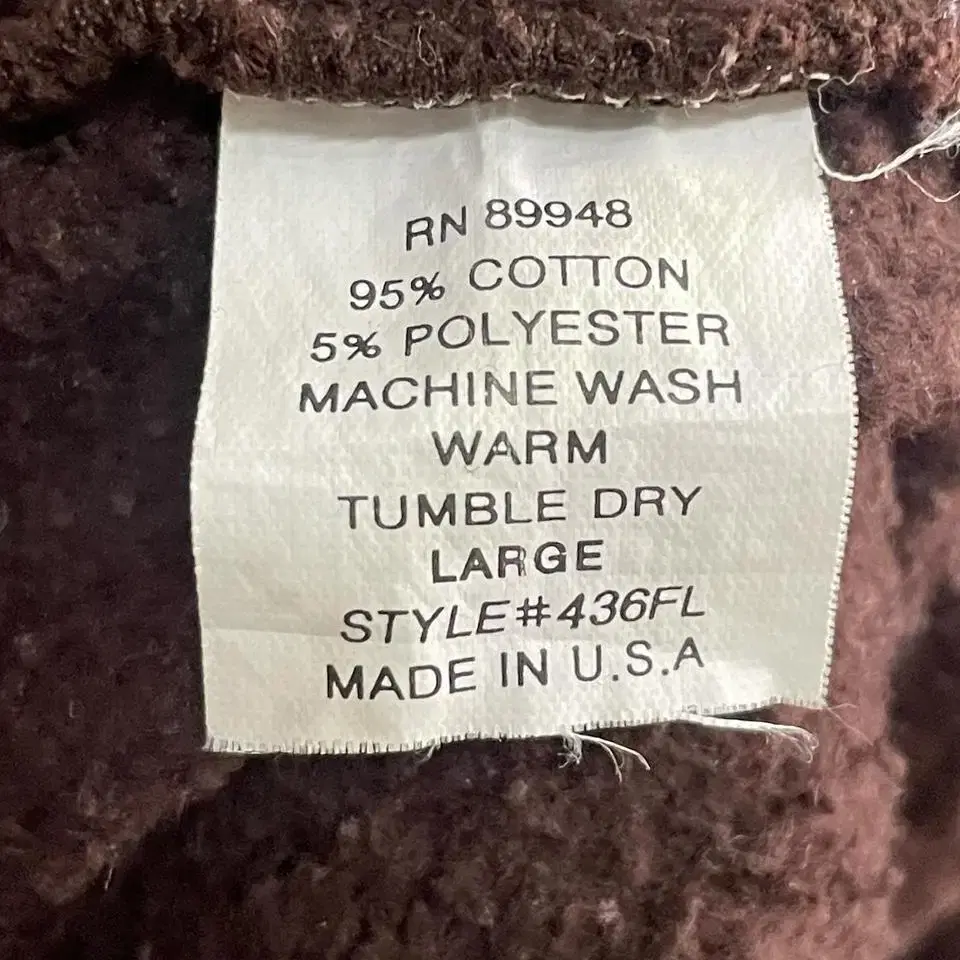 RN 89948
95% COTTON
5% POLYESTER
MACHINE WASH
WARM
TUMBLE DRY
LARGE
STYLE#436FL
MADE IN U.S.A